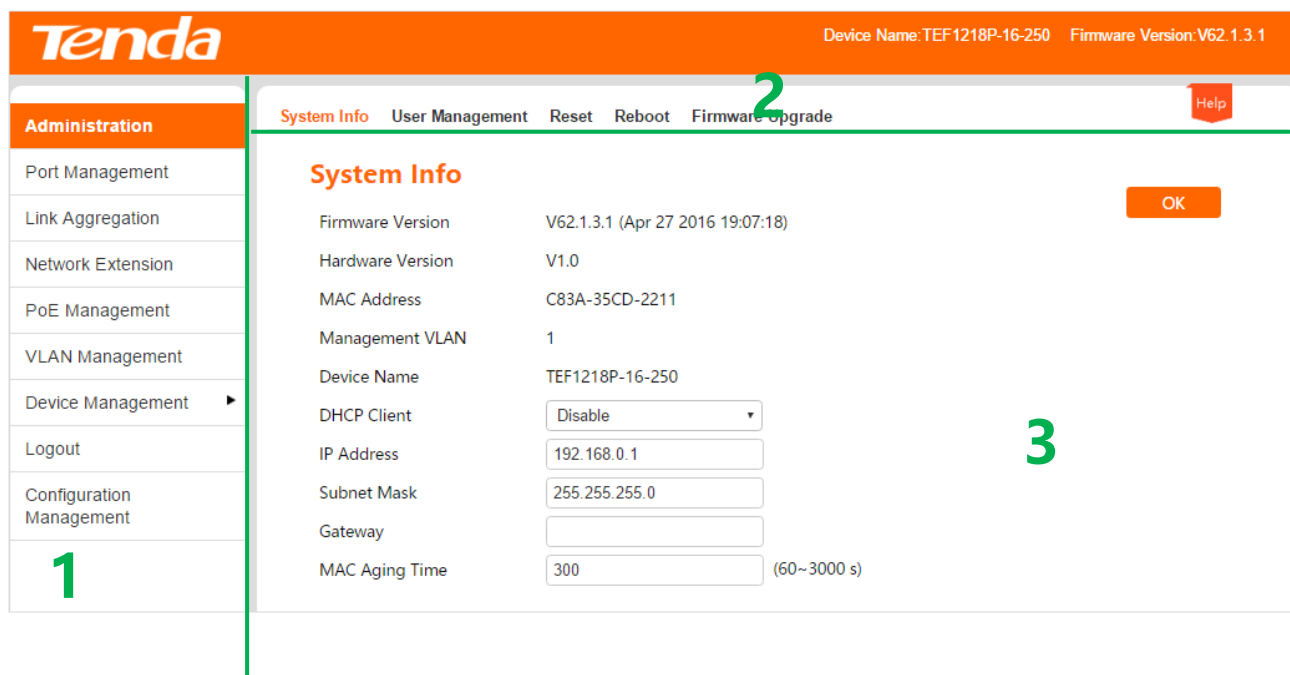 Tenda
Device Name:TEF1218P-16-250 Firmware Version:V62.1.3.1
Administration
Port Management
Link Aggregation
Network Extension
PoE Management
VLAN Management
Device Management
Logout
Configuration
Management
1
2
System Info User Management Reset Reboot Firmware Upgrade
Help
System Info
OK
Firmware Version V62.1.3.1 (Apr 27 2016 19:07:18)
Hardware Version V1.0
MAC Address C83A-35CD-2211
Management VLAN 1
Device Name TEF1218P-16-250
DHCP Client Disable
IP Address 192.168.0.1
Subnet Mask 255.255.255.0
Gateway
MAC Aging Time 300 (60~3000 s)
3